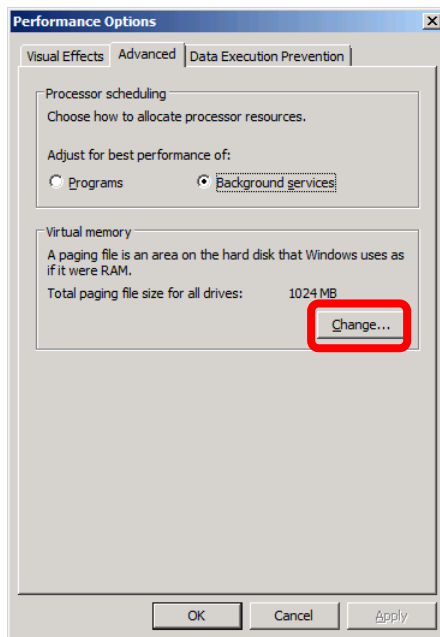 Performance Options
Visual Effects Advanced Data Execution Prevention
Processor scheduling
Choose how to allocate processor resources.
Adjust for best performance of:
Programs Background services
Virtual memory
A paging file is an area on the hard disk that Windows uses as
if it were RAM.
Total paging file size for all drives: 1024 MB
Change...
OK Cancel Apply